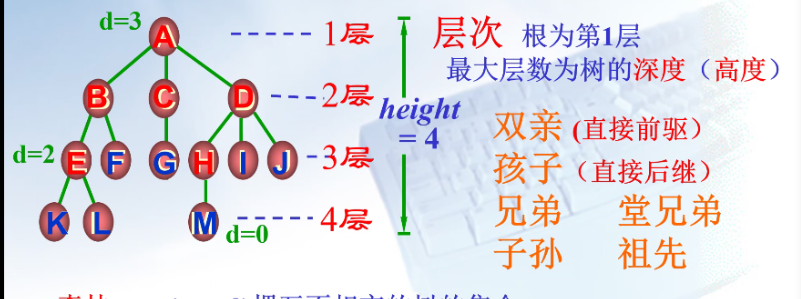 d=3
A
1层
层次 根为第1层
最大层数为树的深度（高度）
B C D
2层
height
= 4
双亲 (直接前驱）
d=2
E F G H I J
3层
孩子（直接后继）
兄弟 堂兄弟
K L M
d=0
4层
子孙 祖先